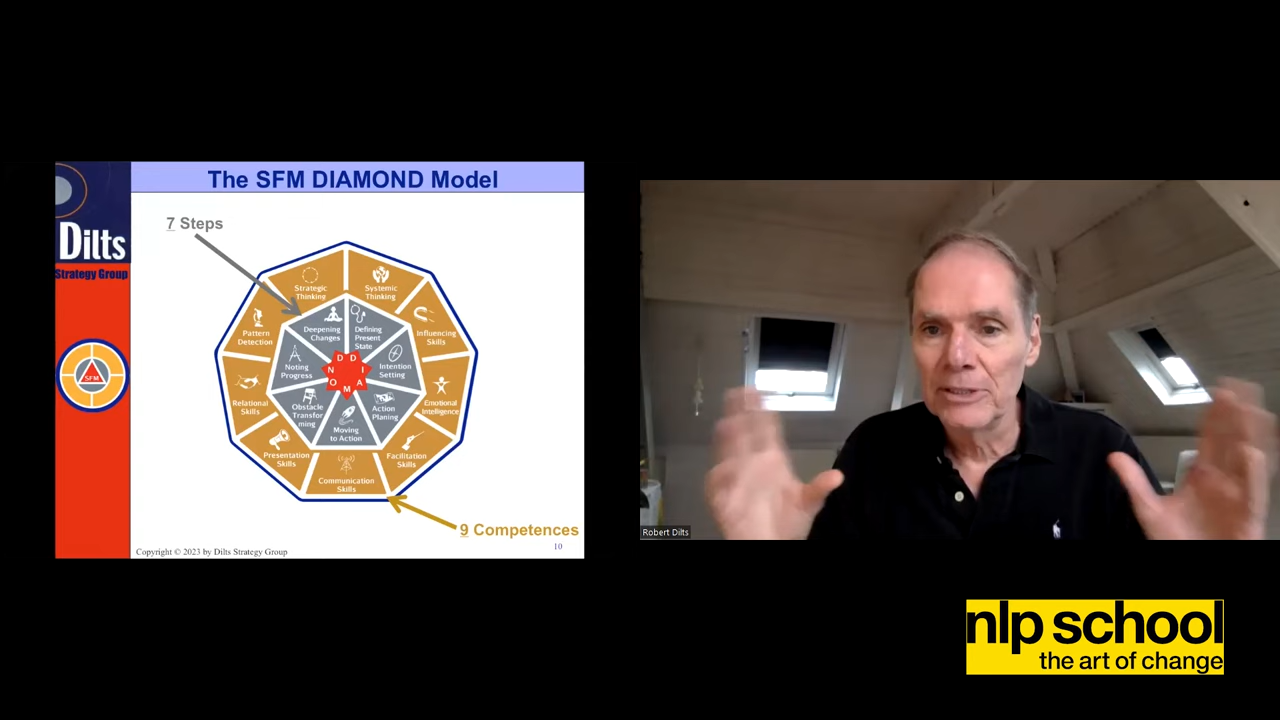 The SFM DIAMOND Model
Dilts
Strategy Group
SFM
7 Steps
Strategic
Thinking
Systemic
Thinking
Influencing
Skills
Emotional
Intelligence
Facilitation
Skills
Communication
Skills
Presentation
Skills
Relational
Skills
Pattern
Detection
Deepening
Changes
Defining
Present
State
Intention
Setting
Action
Planing
Moving
to Action
Obstacle
Transfor
ming
Noting
Progress
D I A M O N D
9 Competences
Copyright © 2023 by Dilts Strategy Group
10
Robert Dilts
nlp school
the art of change